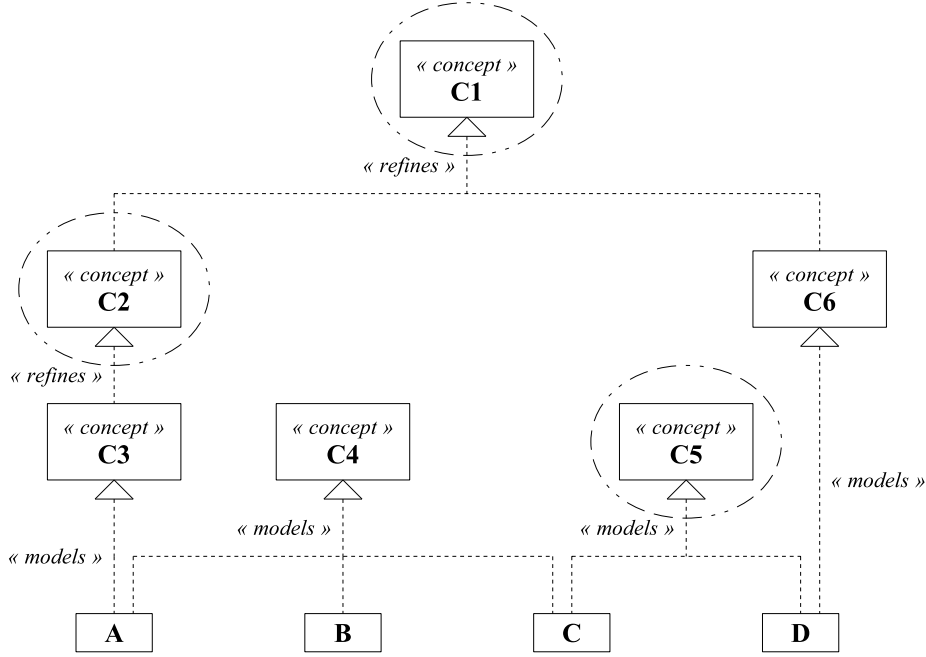 « concept »
C1
« refines »
« concept »
C2
« concept »
C6
« refines »
« concept »
C3
« concept »
C4
« concept »
C5
« models »
« models »
« models »
« models »
A
B
C
D